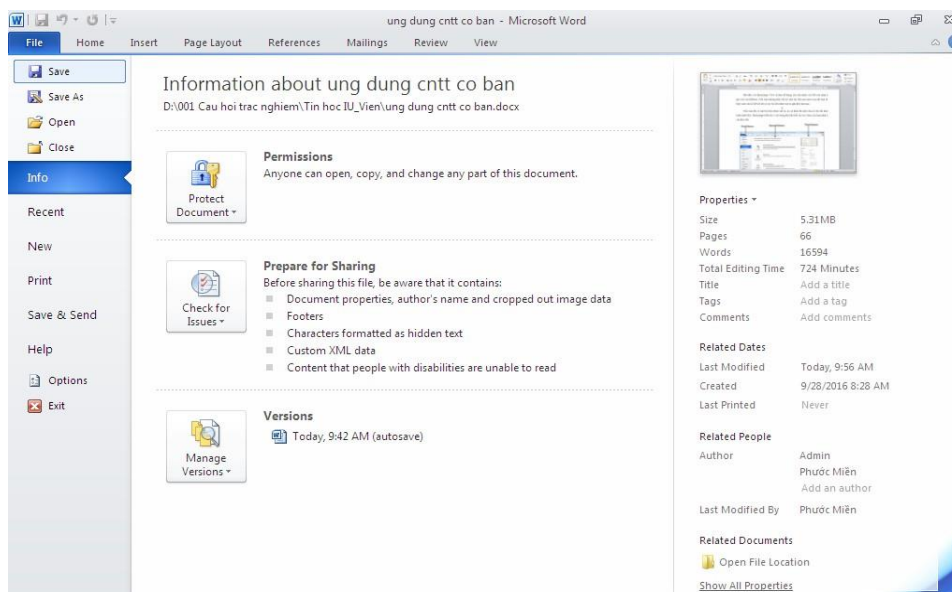 ung dung cntt co ban - Microsoft Word
File Home Insert Page Layout References Mailings Review View
Save
Save As
Open
Close
Info
Recent
New
Print
Save & Send
Help
Options
Exit
Information about ung dung cntt co ban
D:\001 Cau hoi trac nghiem\Tin hoc IU_Vien\ung dung cntt co ban.docx
Protect
Document
Permissions
Anyone can open, copy, and change any part of this document.
Check for
Issues
Prepare for Sharing
Before sharing this file, be aware that it contains:
Document properties, author's name and cropped out image data
Footers
Characters formatted as hidden text
Custom XML data
Content that people with disabilities are unable to read
Manage
Versions
Versions
Today, 9:42 AM (autosave)
Properties
Size 5.31MB
Pages 66
Words 16594
Total Editing Time 724 Minutes
Title Add a title
Tags Add a tag
Comments Add comments
Related Dates
Last Modified Today, 9:56 AM
Created 9/28/2016 8:28 AM
Last Printed Never
Related People
Author Admin
Phước Miên
Add an author
Last Modified By Phước Miên
Related Documents
Open File Location
Show All Properties